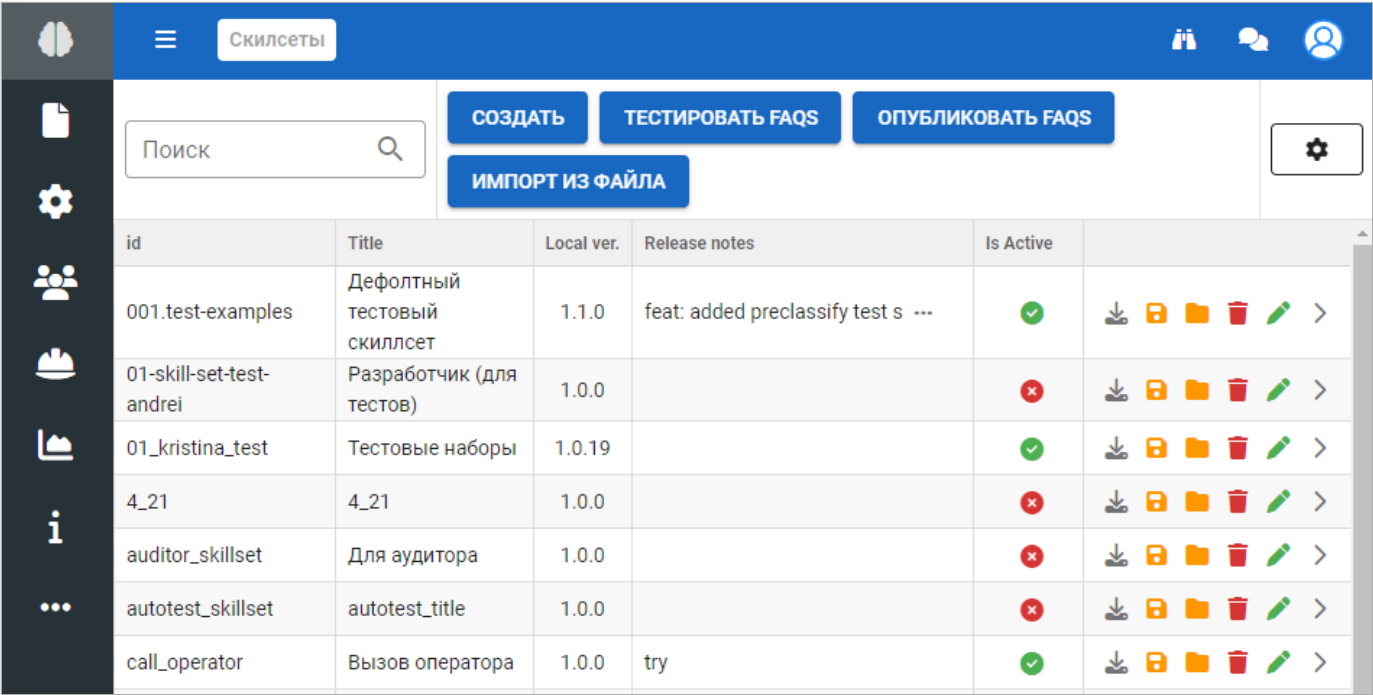 Скилсеты
Поиск
СОЗДАТЬ
ТЕСТИРОВАТЬ FAQS
ОПУБЛИКОВАТЬ FAQS
ИМПОРТ ИЗ ФАЙЛА
id Title Local ver. Release notes Is Active
Дефолтный
001.test-examples тестовый 1.1.0 feat: added preclassify test s ···
скиллсет
01-skill-set-test- Разработчик (для
andrei тестов) 1.0.0
01_kristina_test Тестовые наборы 1.0.19
4_21 4_21 1.0.0
auditor_skillset Для аудитора 1.0.0
autotest_skillset autotest_title 1.0.0
call_operator Вызов оператора 1.0.0 try